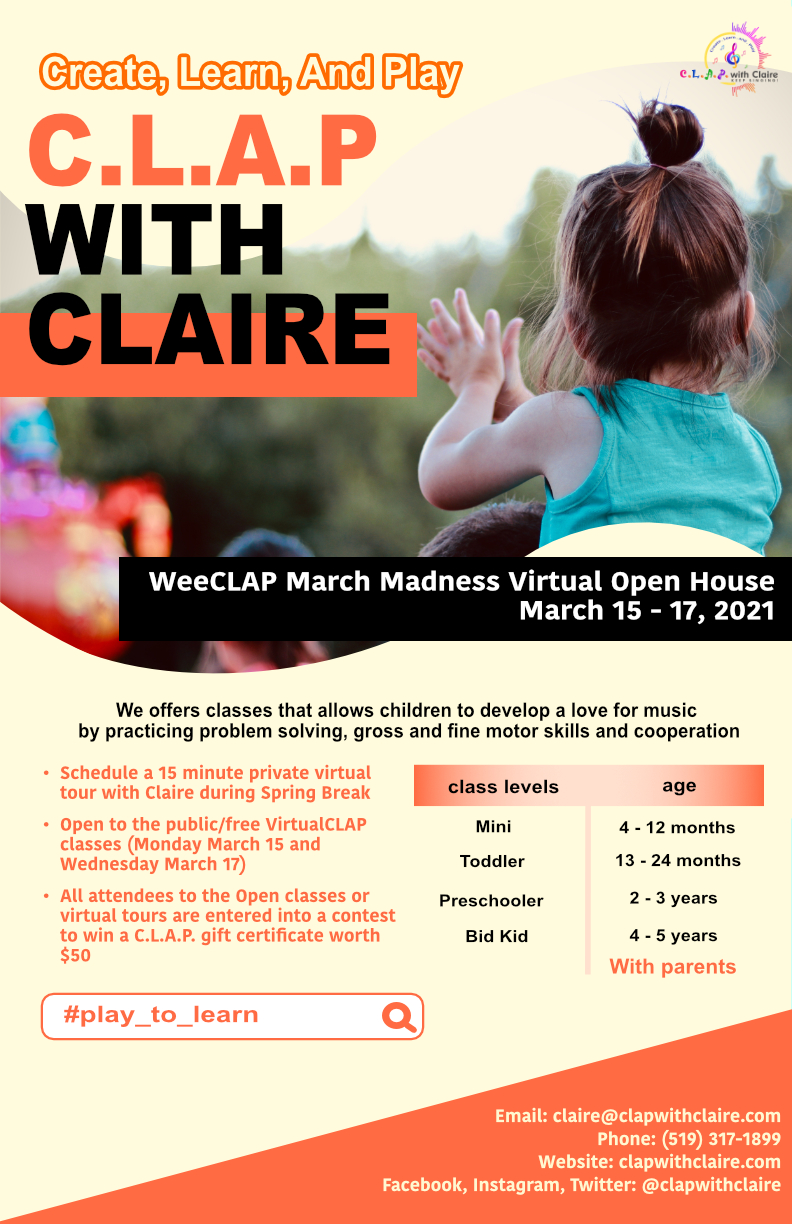 Create, Learn, And Play
C.L.A.P. with Claire
KEEP SINGING!
C.L.A.P
WITH
CLAIRE
WeeCLAP March Madness Virtual Open House
March 15 - 17, 2021
We offers classes that allows children to develop a love for music
by practicing problem solving, gross and fine motor skills and cooperation
• Schedule a 15 minute private virtual
tour with Claire during Spring Break
• Open to the public/free VirtualCLAP
classes (Monday March 15 and
Wednesday March 17)
• All attendees to the Open classes or
virtual tours are entered into a contest
to win a C.L.A.P. gift certificate worth
$50
class levels age
Mini 4 - 12 months
Toddler 13 - 24 months
Preschooler 2 - 3 years
Bid Kid 4 - 5 years
With parents
#play_to_learn
Email: claire@clapwithclaire.com
Phone: (519) 317-1899
Website: clapwithclaire.com
Facebook, Instagram, Twitter: @clapwithclaire